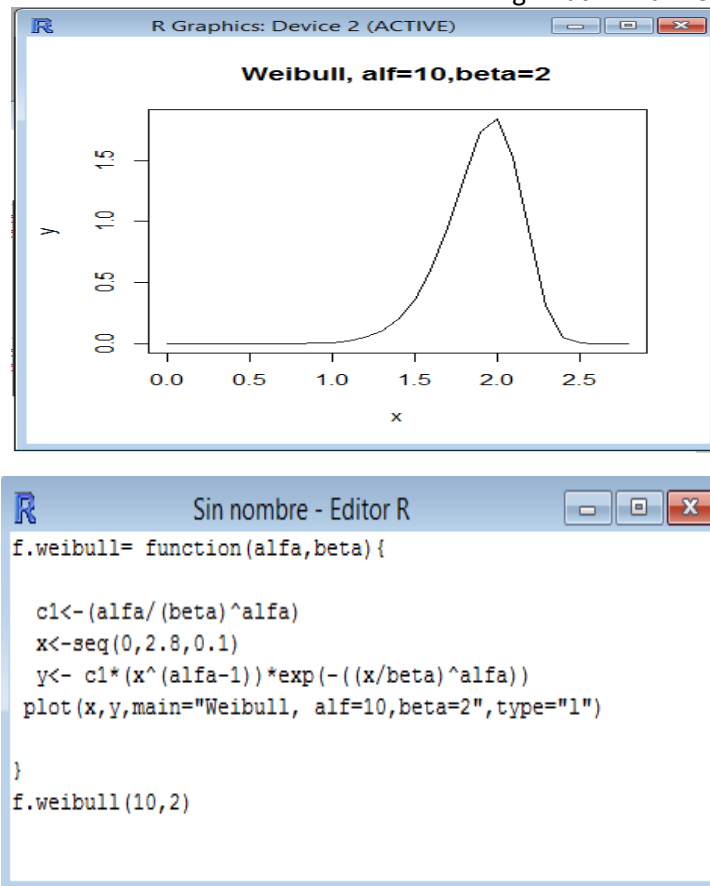 R Graphics: Device 2 (ACTIVE)
Weibull, alf=10,beta=2
1.5
1.0
y
0.5
0.0
0.0 0.5 1.0 1.5 2.0 2.5
x
Sin nombre - Editor R
f.weibull= function(alfa,beta){
c1<-(alfa/(beta)^alfa)
x<-seq(0,2.8,0.1)
y<- c1*(x^(alfa-1))*exp(-((x/beta)^alfa))
plot(x,y,main="Weibull, alf=10,beta=2",type="l")
}
f.weibull(10,2)